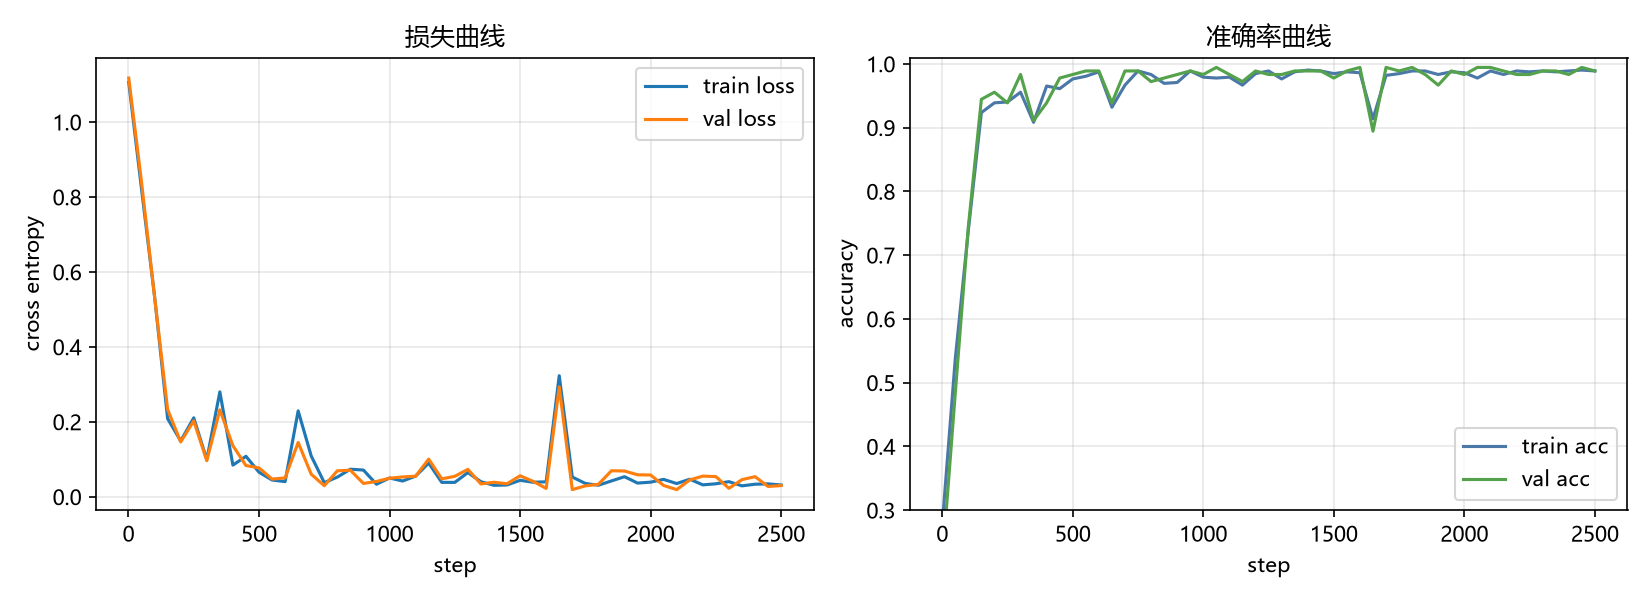 损失曲线
train loss
val loss
cross entropy
1.0
0.8
0.6
0.4
0.2
0.0
0
500
1000
1500
2000
2500
step
准确率曲线
accuracy
1.0
0.9
0.8
0.7
0.6
0.5
0.4
0.3
train acc
val acc
0
500
1000
1500
2000
2500
step